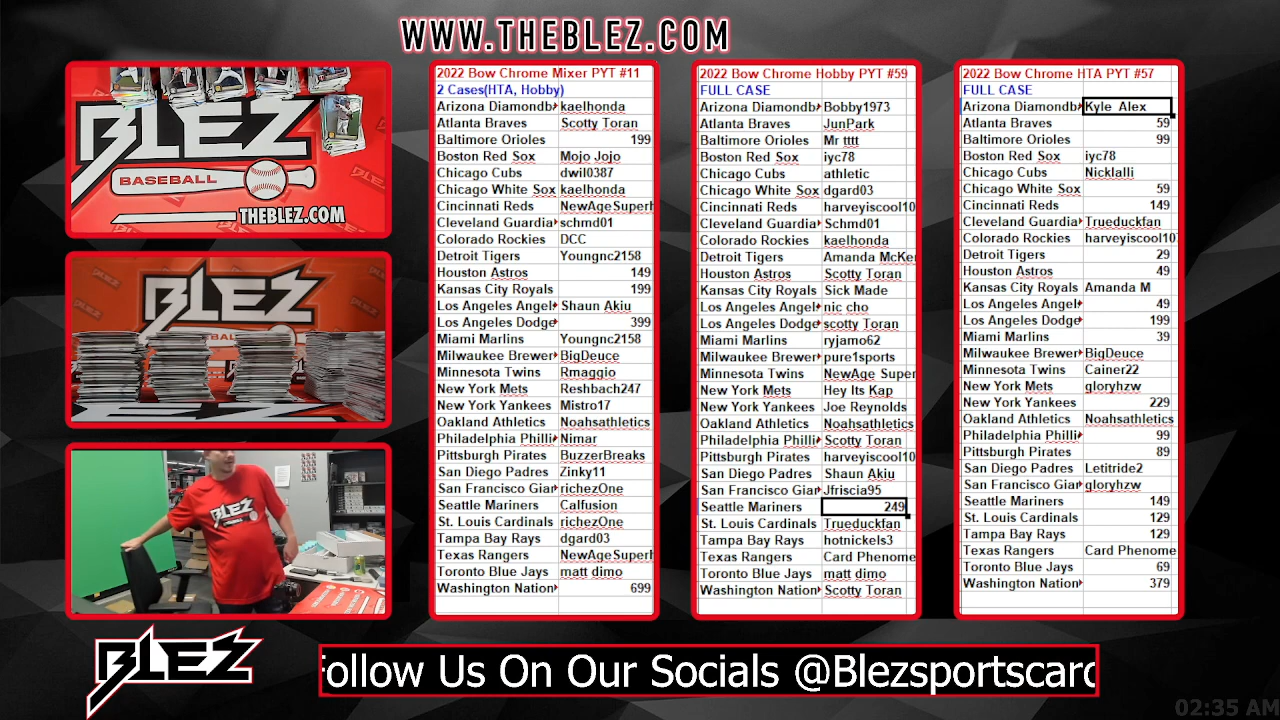 WWW.THEBLEZ.COM
BLEZ
BASEBALL
THEBLEZ.COM
BLEZ
BLEZ
2022 Bow Chrome Mixer PYT #11
2 Cases(HTA, Hobby)
Arizona Diamondb kaelhonda
Atlanta Braves Scotty Toran
Baltimore Orioles 199
Boston Red Sox Mojo Jojo
Chicago Cubs dwil0387
Chicago White Sox kaelhonda
Cincinnati Reds NewAgeSuperh
Cleveland Guardia schmd01
Colorado Rockies DCC
Detroit Tigers Youngnc2158
Houston Astros 149
Kansas City Royals 199
Los Angeles Angel Shaun Akiu
Los Angeles Dodge 399
Miami Marlins Youngnc2158
Milwaukee Brewer BigDeuce
Minnesota Twins Rmaggio
New York Mets Reshbach247
New York Yankees Mistro17
Oakland Athletics Noahsathletics
Philadelphia Philli Nimar
Pittsburgh Pirates BuzzerBreaks
San Diego Padres Zinky11
San Francisco Giar richezOne
Seattle Mariners Calfusion
St. Louis Cardinals richezOne
Tampa Bay Rays dgard03
Texas Rangers NewAgeSuperh
Toronto Blue Jays matt dimo
Washington Nation 699
2022 Bow Chrome Hobby PYT #59
FULL CASE
Arizona Diamondb Bobby1973
Atlanta Braves JunPark
Baltimore Orioles Mr tttt
Boston Red Sox iyc78
Chicago Cubs athletic
Chicago White Sox dgard03
Cincinnati Reds harveyiscool10
Cleveland Guardia Schmd01
Colorado Rockies kaelhonda
Detroit Tigers Amanda McKer
Houston Astros Scotty Toran
Kansas City Royals Sick Made
Los Angeles Angel nic cho
Los Angeles Dodge scotty Toran
Miami Marlins ryjamo62
Milwaukee Brewer pure1sports
Minnesota Twins NewAge Super
New York Mets Hey Its Kap
New York Yankees Joe Reynolds
Oakland Athletics Noahsathletics
Philadelphia Philli Scotty Toran
Pittsburgh Pirates harveyiscool10
San Diego Padres Shaun Akiu
San Francisco Giar Jfriscia95
Seattle Mariners 249
St. Louis Cardinals Trueduckfan
Tampa Bay Rays hotnickels3
Texas Rangers Card Phenome
Toronto Blue Jays matt dimo
Washington Nation Scotty Toran
2022 Bow Chrome HTA PYT #57
FULL CASE
Arizona Diamondb Kyle Alex
Atlanta Braves 59
Baltimore Orioles 99
Boston Red Sox iyc78
Chicago Cubs Nicklalli
Chicago White Sox 59
Cincinnati Reds 149
Cleveland Guardia Trueduckfan
Colorado Rockies harveyiscool10
Detroit Tigers 29
Houston Astros 49
Kansas City Royals Amanda M
Los Angeles Angel 49
Los Angeles Dodge 199
Miami Marlins 39
Milwaukee Brewer BigDeuce
Minnesota Twins Cainer22
New York Mets gloryhzw
New York Yankees 229
Oakland Athletics Noahsathletics
Philadelphia Philli 99
Pittsburgh Pirates 89
San Diego Padres Letitride2
San Francisco Giar gloryhzw
Seattle Mariners 149
St. Louis Cardinals 129
Tampa Bay Rays 129
Texas Rangers Card Phenome
Toronto Blue Jays 69
Washington Nation 379
BLEZ
ollow Us On Our Socials @Blezsportscard
02:35 AM